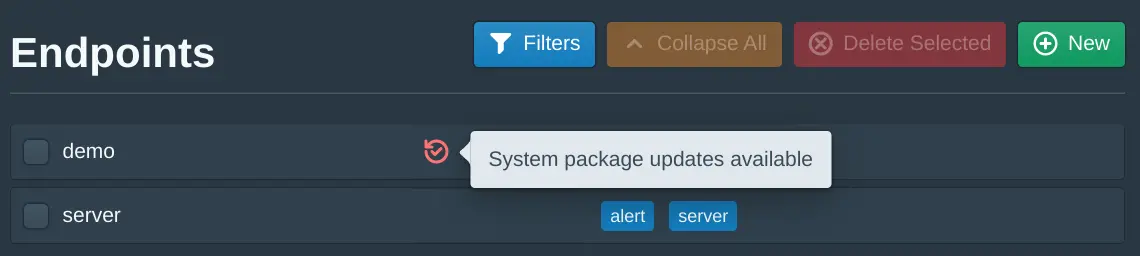 Endpoints
Filters
Collapse All
Delete Selected
New
demo
System package updates available
server
alert
server